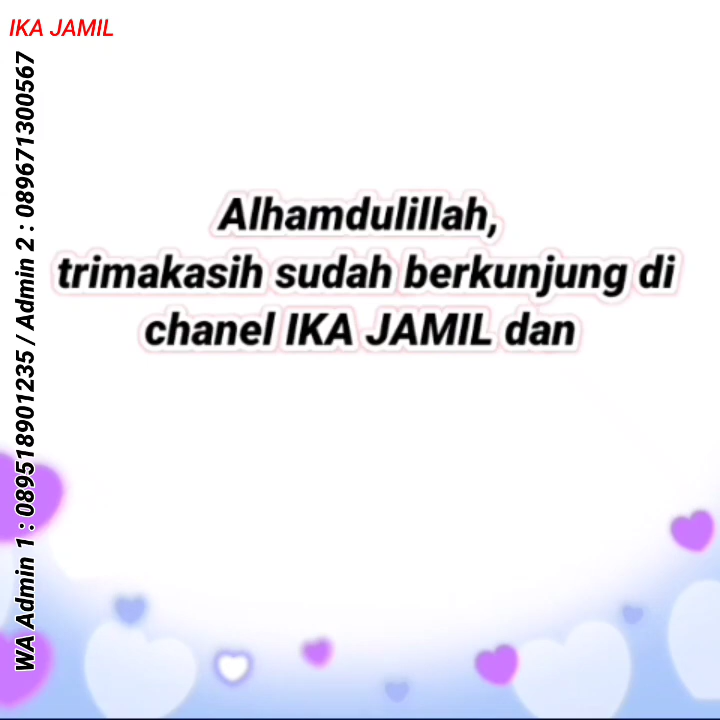 IKA JAMIL
WA Admin 1 : 089518901235 / Admin 2 : 089671300567
Alhamdulillah,
trimakasih sudah berkunjung di
chanel IKA JAMIL dan